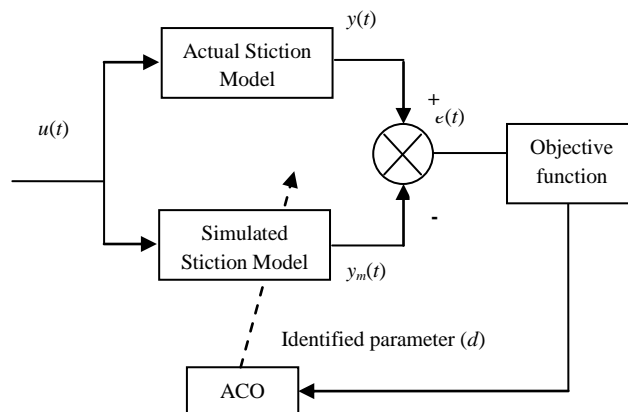 y(t)
Actual Stiction
Model
+
e(t)
u(t)
Objective
function
Simulated
Stiction Model
-
yₘ(t)
Identified parameter (d)
ACO